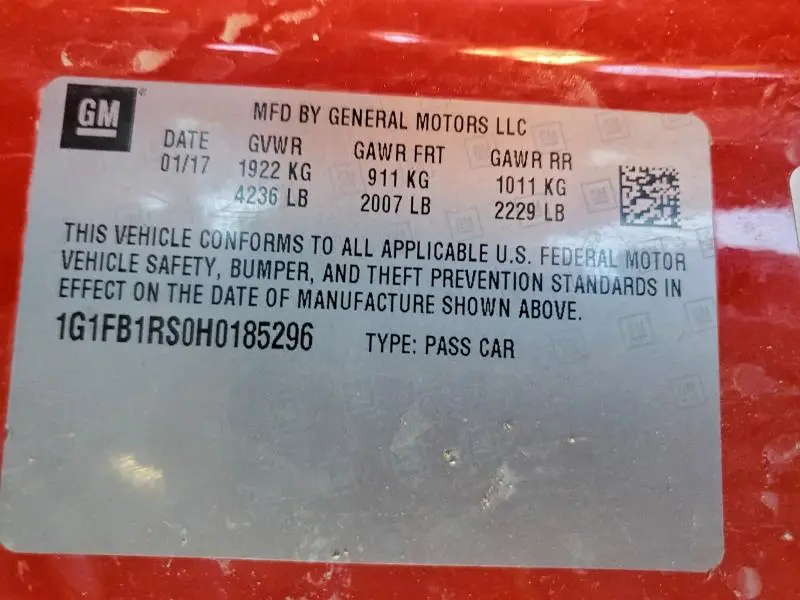 GM
MFD BY GENERAL MOTORS LLC
DATE GVWR GAWR FRT GAWR RR
01/17 1922 KG 911 KG 1011 KG
4236 LB 2007 LB 2229 LB
THIS VEHICLE CONFORMS TO ALL APPLICABLE U.S. FEDERAL MOTOR
VEHICLE SAFETY, BUMPER, AND THEFT PREVENTION STANDARDS IN
EFFECT ON THE DATE OF MANUFACTURE SHOWN ABOVE.
1G1FB1RS0H0185296 TYPE: PASS CAR